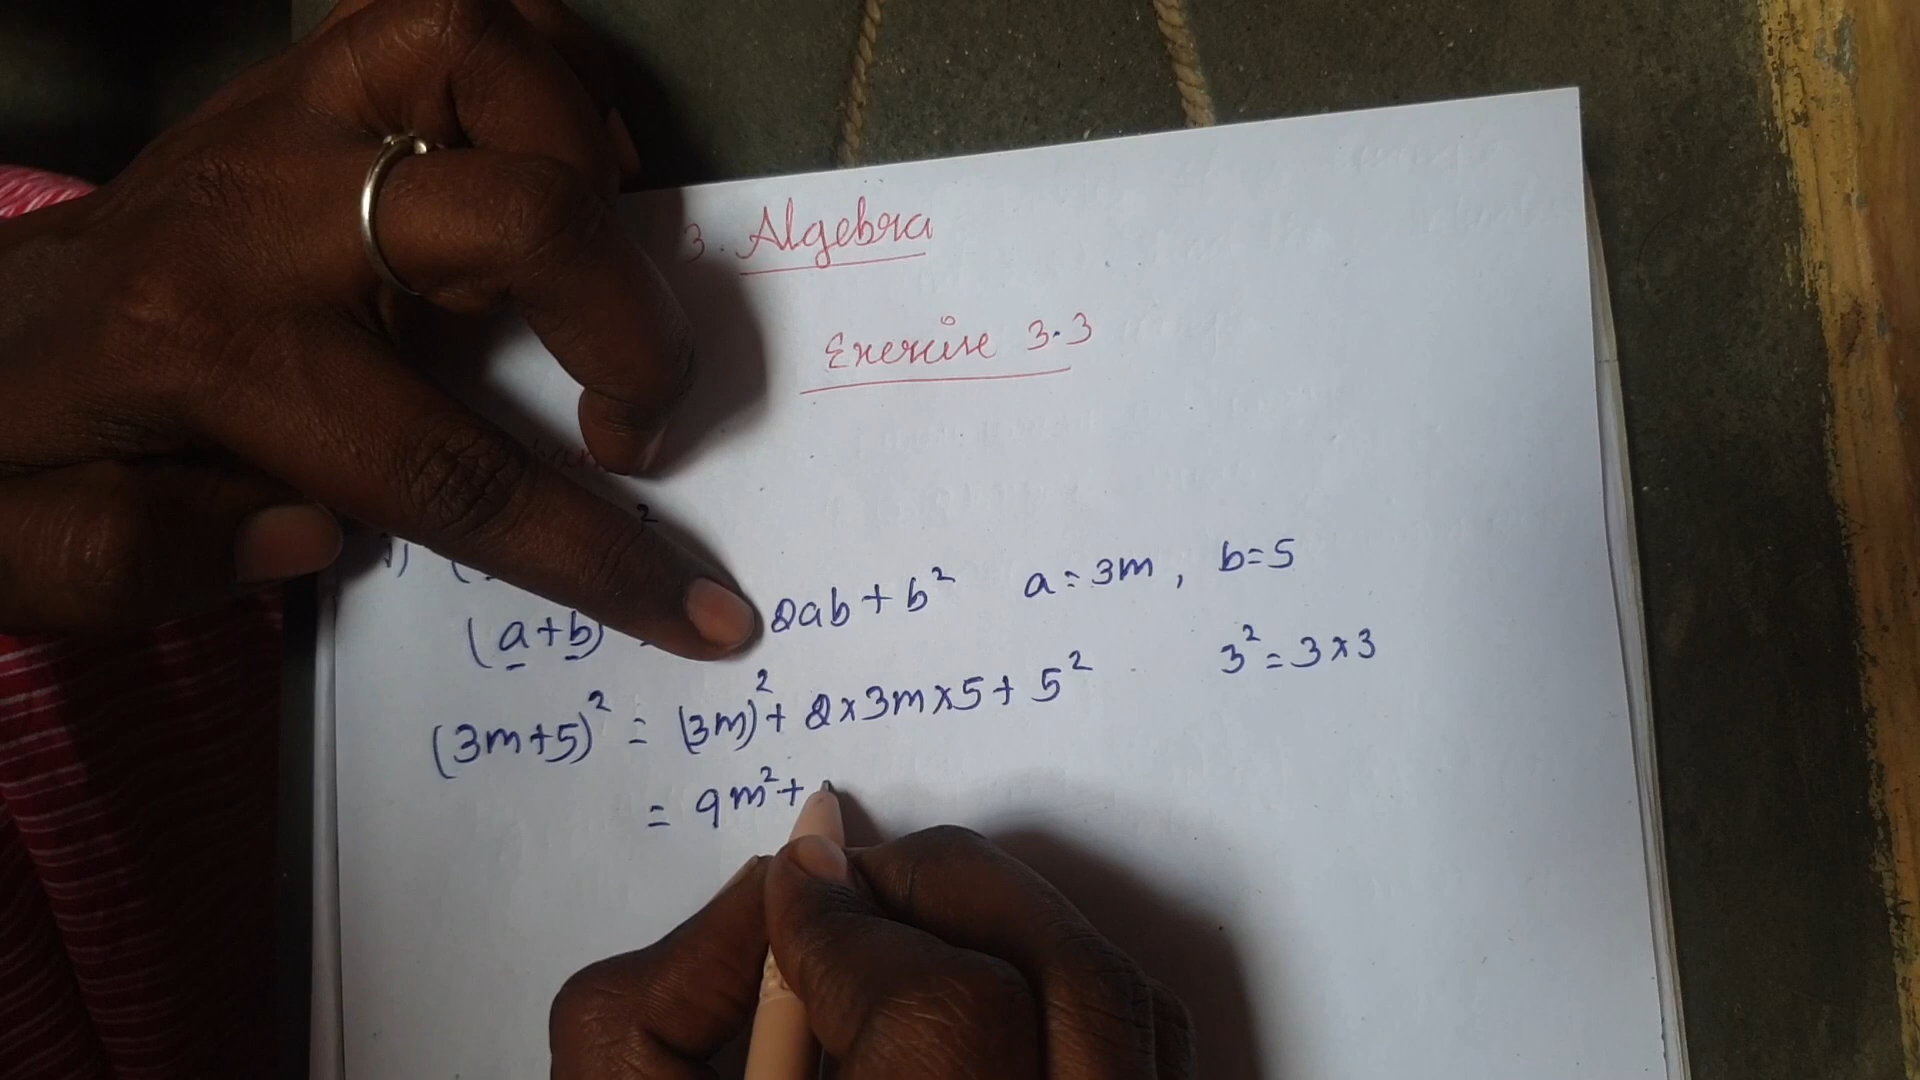 3. Algebra
Exercise 3.3
(a+b) 2ab + b² a = 3m, b = 5
(3m+5)² = (3m)² + 2 × 3m × 5 + 5² 3² = 3 × 3
= 9m² +